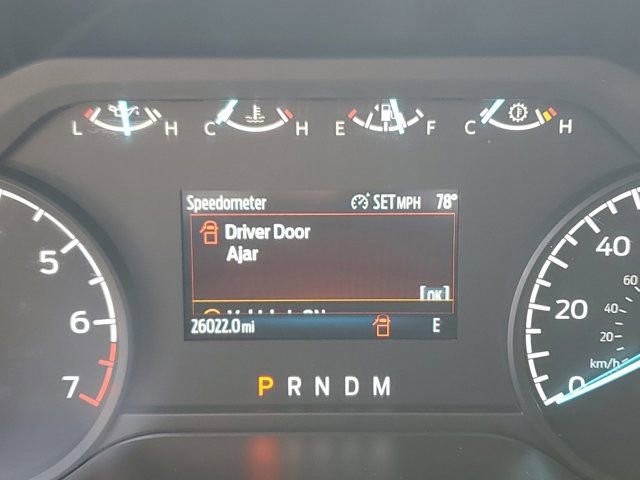 L H C H E F C H
Speedometer SET MPH 78°
Driver Door
Ajar
[OK]
26022.0 mi E
P R N D M
5
6
7
40
20
0
60
40
20
km/h